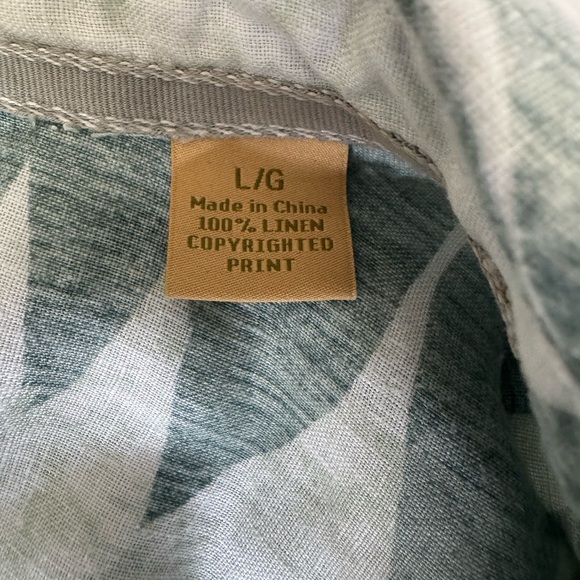 L/G
Made in China
100% LINEN
COPYRIGHTED
PRINT